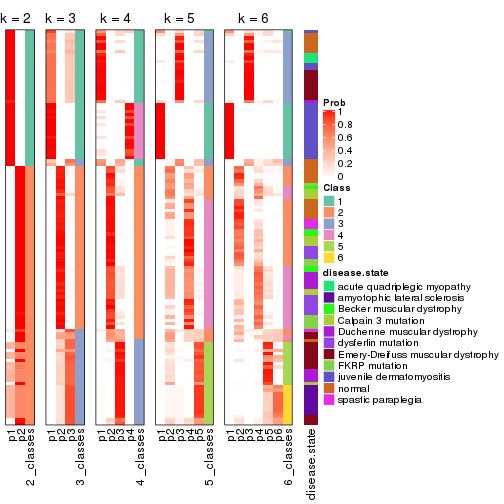 k = 2 k = 3 k = 4 k = 5 k = 6
Prob
1
0.8
0.6
0.4
0.2
0
Class
1
2
3
4
5
6
disease.state
acute quadriplegic myopathy
amyotophic lateral sclerosis
Becker muscular dystrophy
Calpain 3 mutation
Duchenne muscular dystrophy
dysferlin mutation
Emery-Dreifuss muscular dystrophy
FKRP mutation
juvenile dermatomyositis
normal
spastic paraplegia
p1 p2 2_classes p1 p2 p3 3_classes p1 p2 p3 p4 4_classes p1 p2 p3 p4 p5 5_classes p1 p2 p3 p4 p5 p6 6_classes disease.state